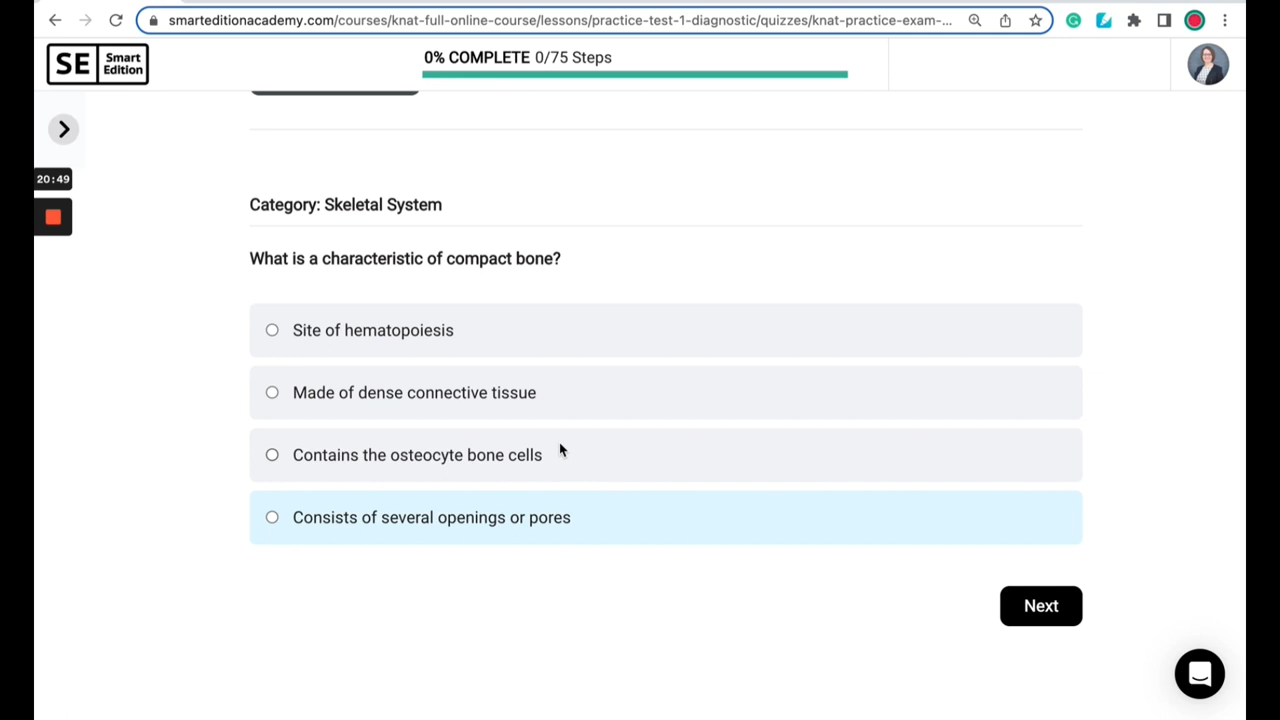 smarteditionacademy.com/courses/knat-full-online-course/lessons/practice-test-1-diagnostic/quizzes/knat-practice-exam-...
SE Smart Edition
0% COMPLETE 0/75 Steps
20:49
Category: Skeletal System
What is a characteristic of compact bone?
Site of hematopoiesis
Made of dense connective tissue
Contains the osteocyte bone cells
Consists of several openings or pores
Next